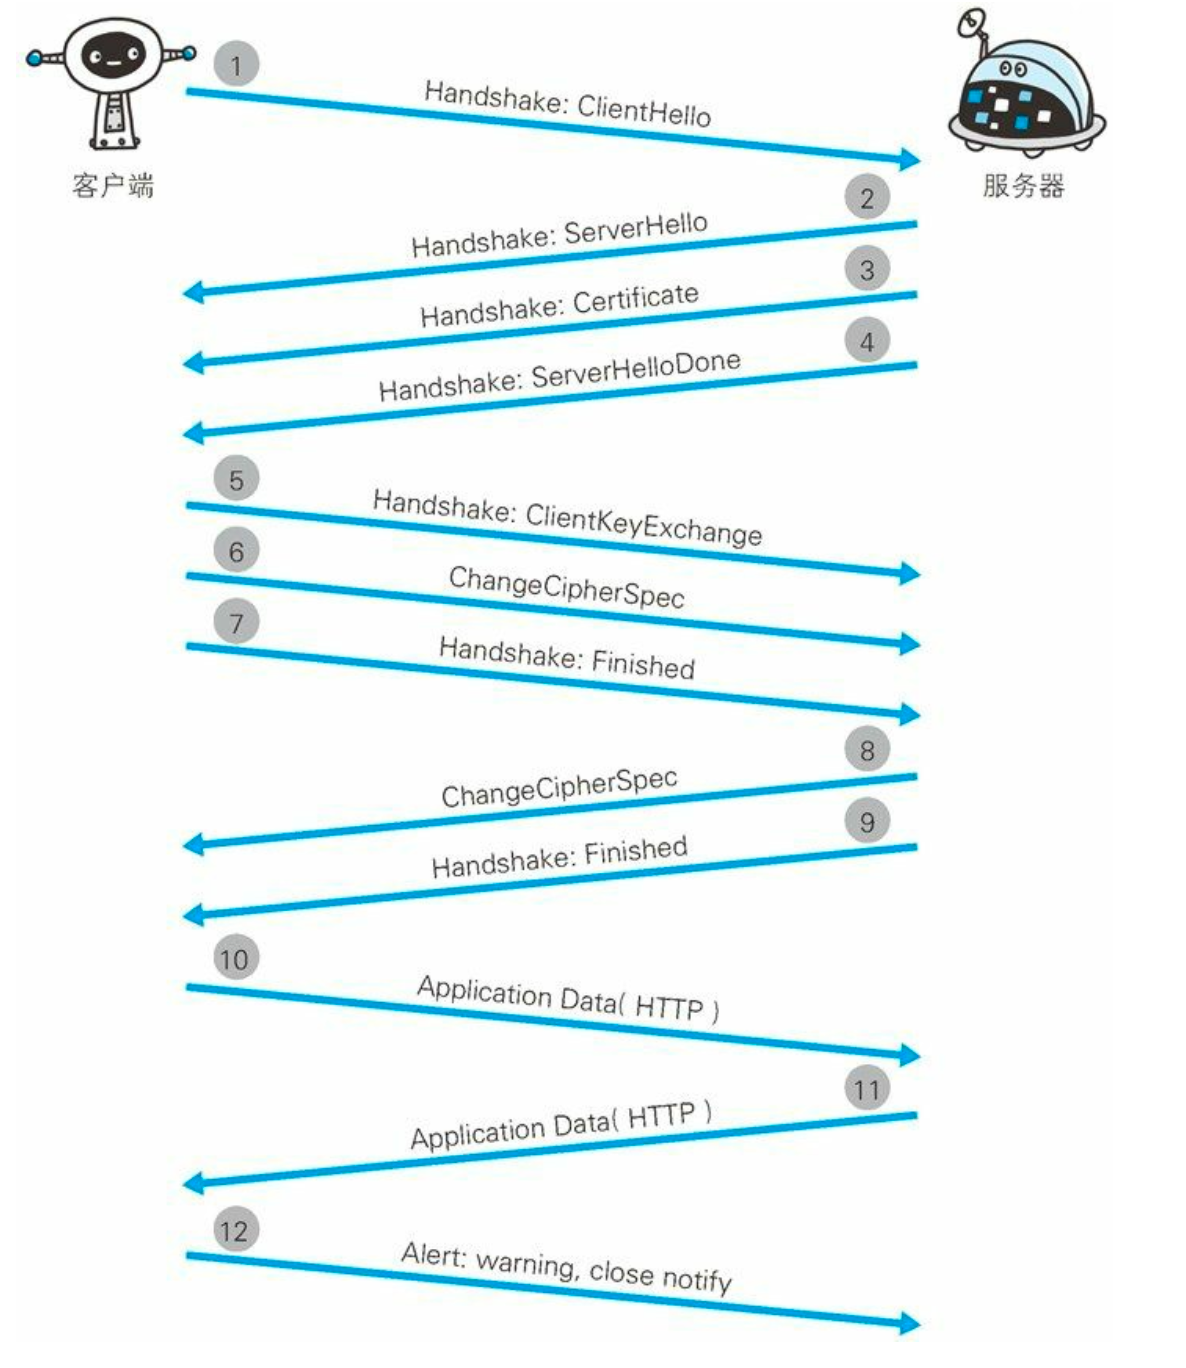 1
Handshake: ClientHello
客户端
服务器
2
Handshake: ServerHello
3
Handshake: Certificate
4
Handshake: ServerHelloDone
5
Handshake: ClientKeyExchange
6
ChangeCipherSpec
7
Handshake: Finished
8
ChangeCipherSpec
9
Handshake: Finished
10
Application Data( HTTP )
11
Application Data( HTTP )
12
Alert: warning, close notify